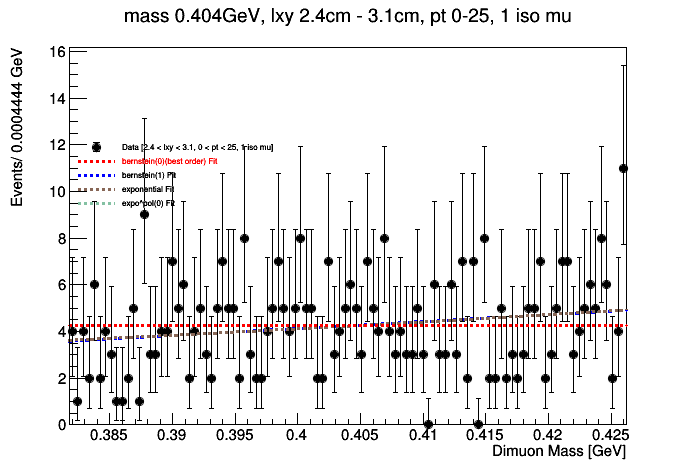 mass 0.404GeV, lxy 2.4cm - 3.1cm, pt 0-25, 1 iso mu
Events/ 0.0004444 GeV
16
14
12
10
8
6
4
2
0
Data [2.4 < lxy < 3.1, 0 < pt < 25, 1 iso mu]
bernstein(0)(best order) Fit
bernstein(1) Fit
exponential Fit
expo*pol(0) Fit
0.385 0.39 0.395 0.4 0.405 0.41 0.415 0.42 0.425
Dimuon Mass [GeV]